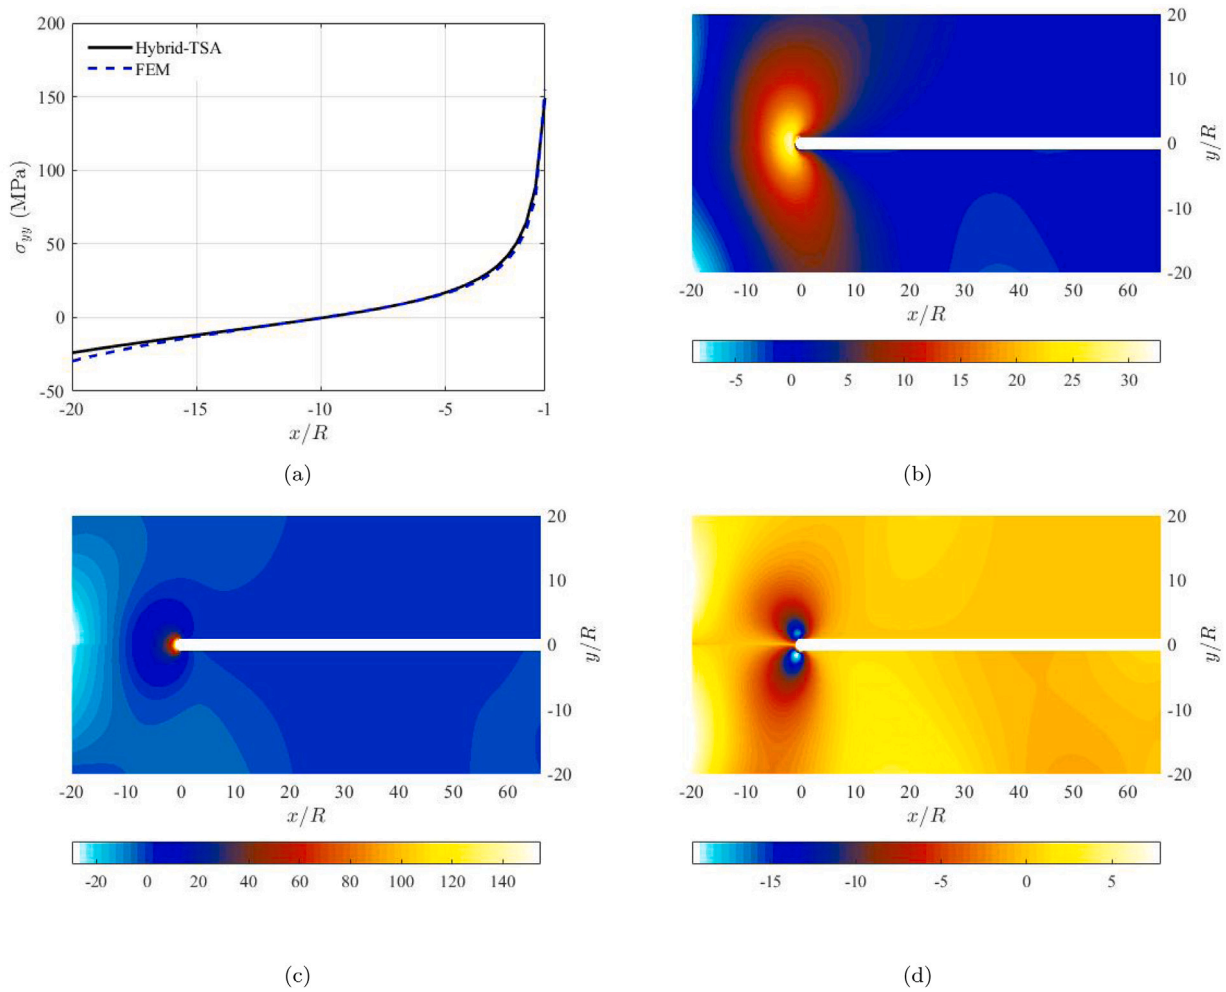 200
150
100
50
0
-50
-20
-15
-10
-5
-1
σyy (MPa)
x/R
Hybrid-TSA
FEM
(a)
20
10
0
-10
-20
y/R
-20 -10 0 10 20 30 40 50 60
x/R
-5 0 5 10 15 20 25 30
(b)
20
10
0
-10
-20
y/R
-20 -10 0 10 20 30 40 50 60
x/R
-20 0 20 40 60 80 100 120 140
(c)
20
10
0
-10
-20
y/R
-20 -10 0 10 20 30 40 50 60
x/R
-15 -10 -5 0 5
(d)